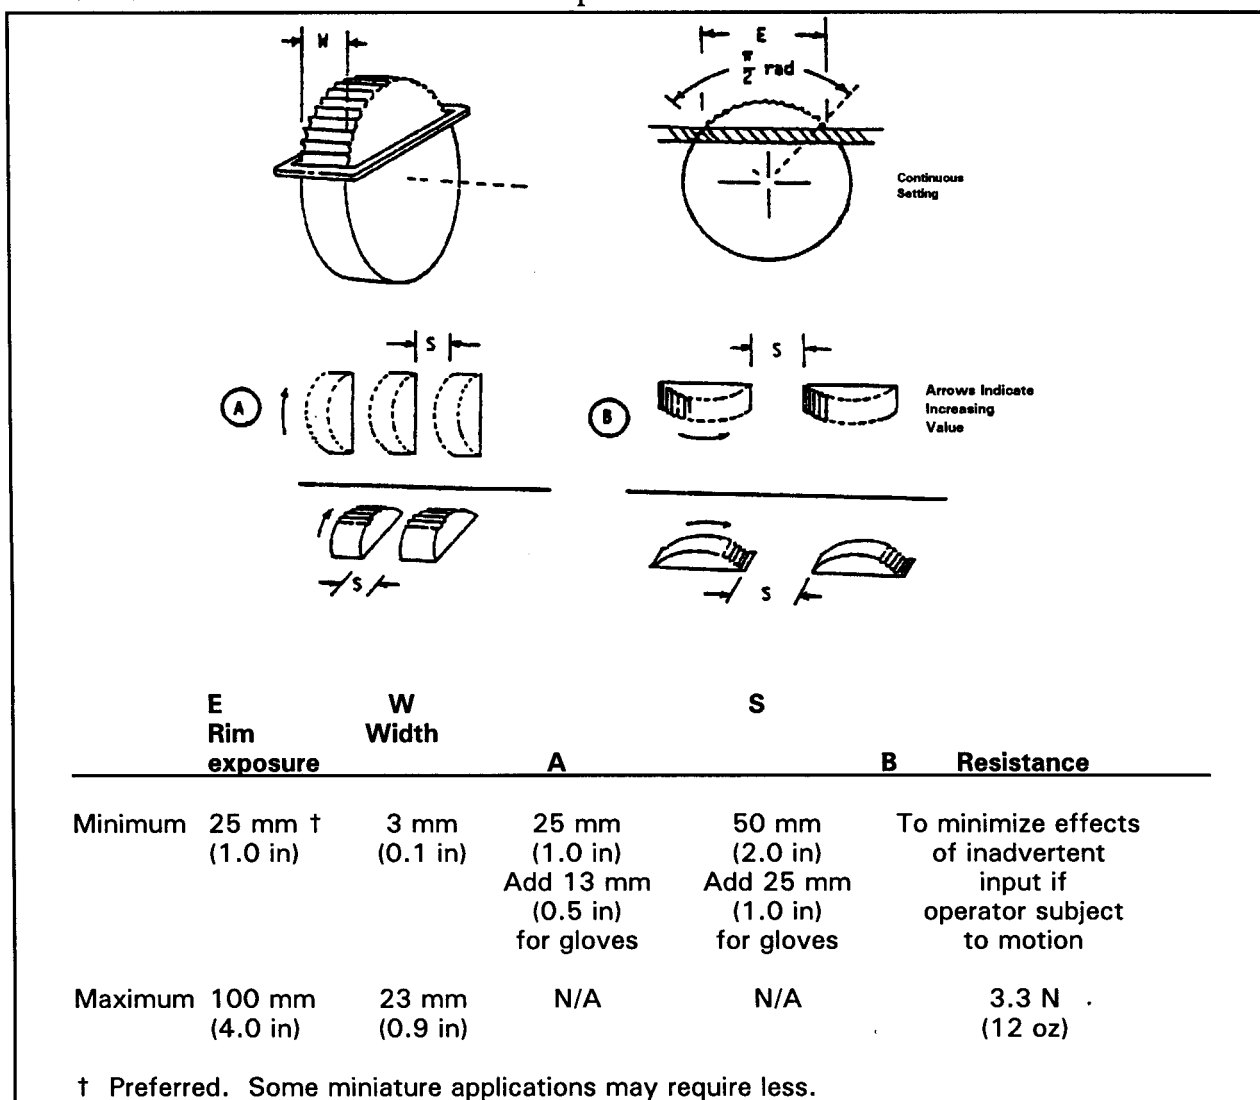 W
E
π/2 rad
Continuous
Setting
S
S
A
B
Arrows Indicate
Increasing
Value
S
S
E W S
Rim Width
exposure A B Resistance
Minimum 25 mm † 3 mm 25 mm 50 mm To minimize effects
(1.0 in) (0.1 in) (1.0 in) (2.0 in) of inadvertent
Add 13 mm Add 25 mm input if
(0.5 in) (1.0 in) operator subject
for gloves for gloves to motion
Maximum 100 mm 23 mm N/A N/A 3.3 N
(4.0 in) (0.9 in) (12 oz)
† Preferred. Some miniature applications may require less.